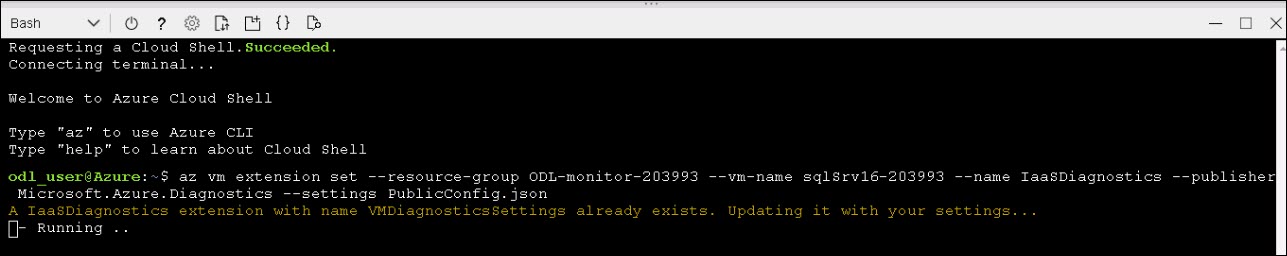 Bash
?
{}
Requesting a Cloud Shell.Succeeded.
Connecting terminal...
Welcome to Azure Cloud Shell
Type "az" to use Azure CLI
Type "help" to learn about Cloud Shell
odl_user@Azure:~$ az vm extension set --resource-group ODL-monitor-203993 --vm-name sqlSrv16-203993 --name IaaSDiagnostics --publisher
Microsoft.Azure.Diagnostics --settings PublicConfig.json
A IaaSDiagnostics extension with name VMDiagnosticsSettings already exists. Updating it with your settings...
- Running ..